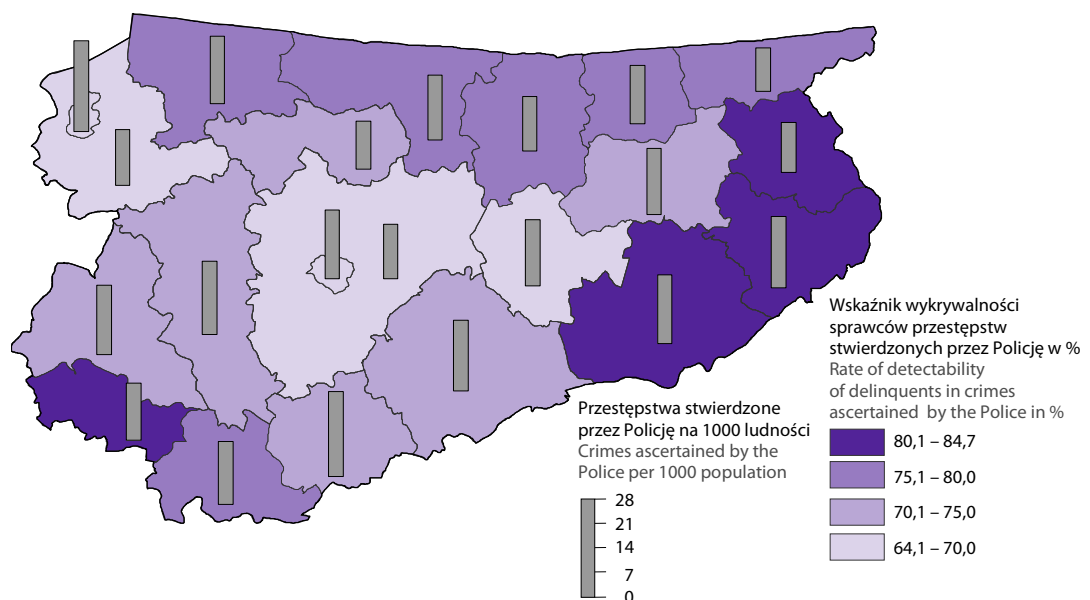 Wskaźnik wykrywalności
sprawców przestępstw
stwierdzonych przez Policję w %
Rate of detectability
of delinquents in crimes
ascertained by the Police in %
80,1 – 84,7
75,1 – 80,0
70,1 – 75,0
64,1 – 70,0
Przestępstwa stwierdzone
przez Policję na 1000 ludności
Crimes ascertained by the
Police per 1000 population
28
21
14
7
0